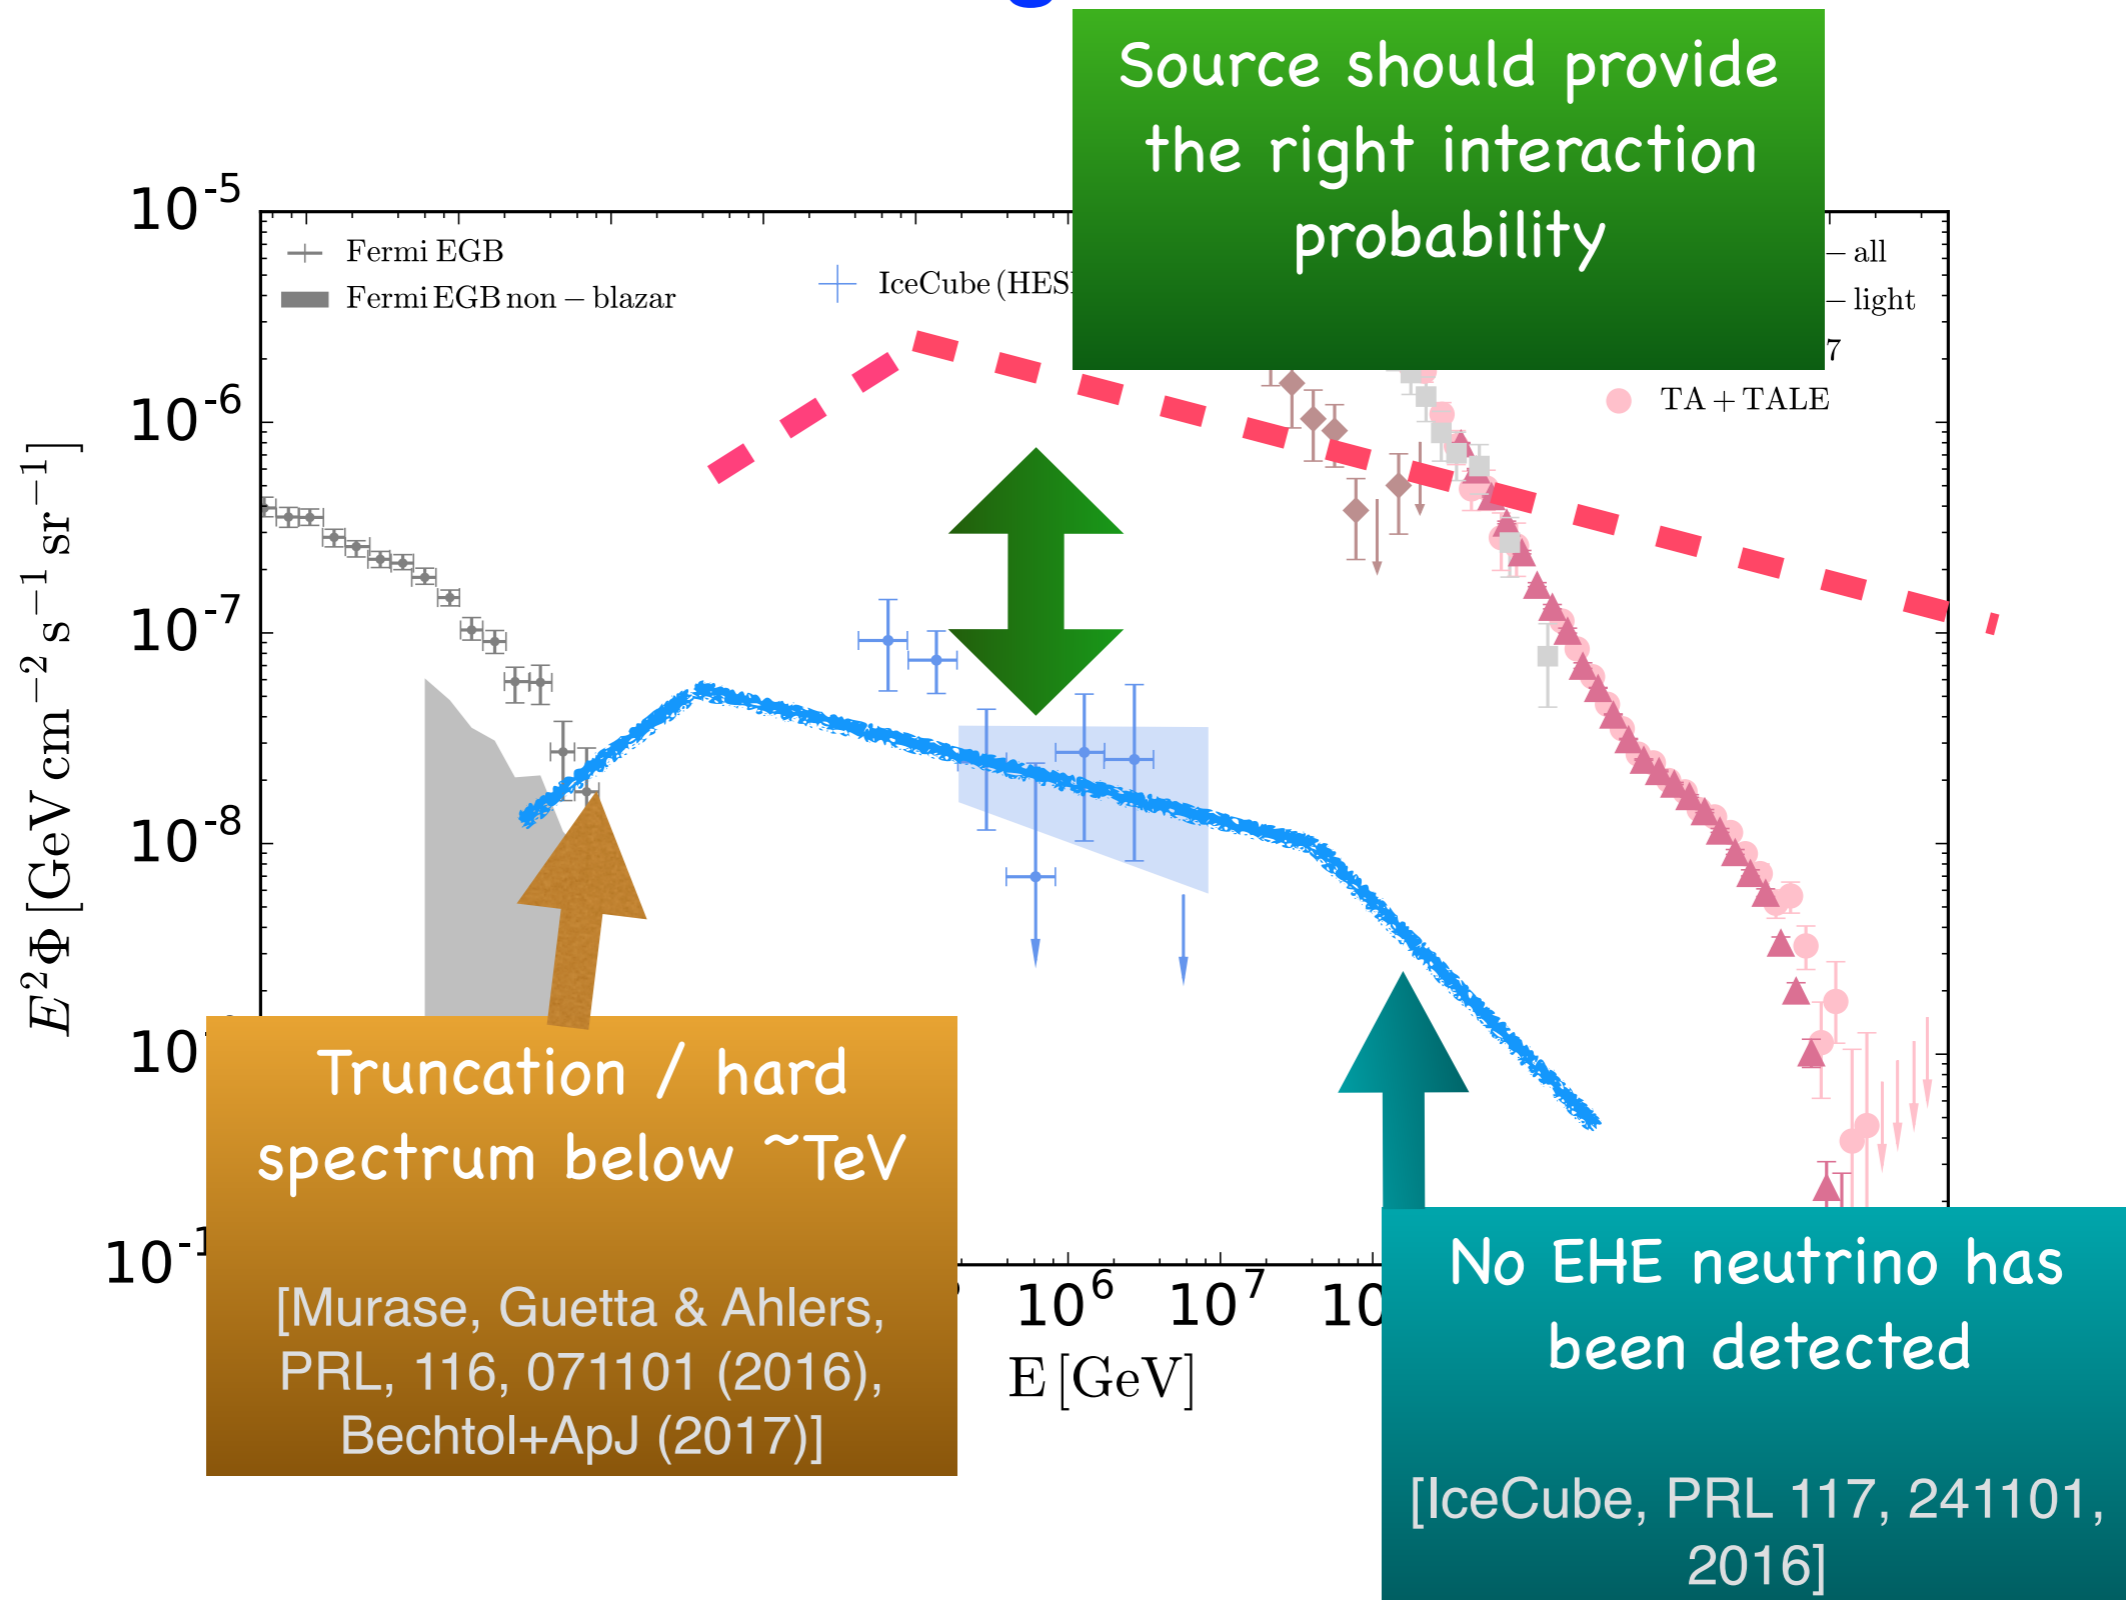 Source should provide
the right interaction
probability
10-5
Fermi EGB
Fermi EGB non – blazar
IceCube
– all
– light
7
TA + TALE
10-6
10-7
10-8
E2Φ [GeV cm−2 s−1 sr−1]
Truncation / hard
spectrum below ~TeV
[Murase, Guetta & Ahlers,
PRL, 116, 071101 (2016),
Bechtol+ApJ (2017)]
106
107
E [GeV]
No EHE neutrino has
been detected
[IceCube, PRL 117, 241101,
2016]